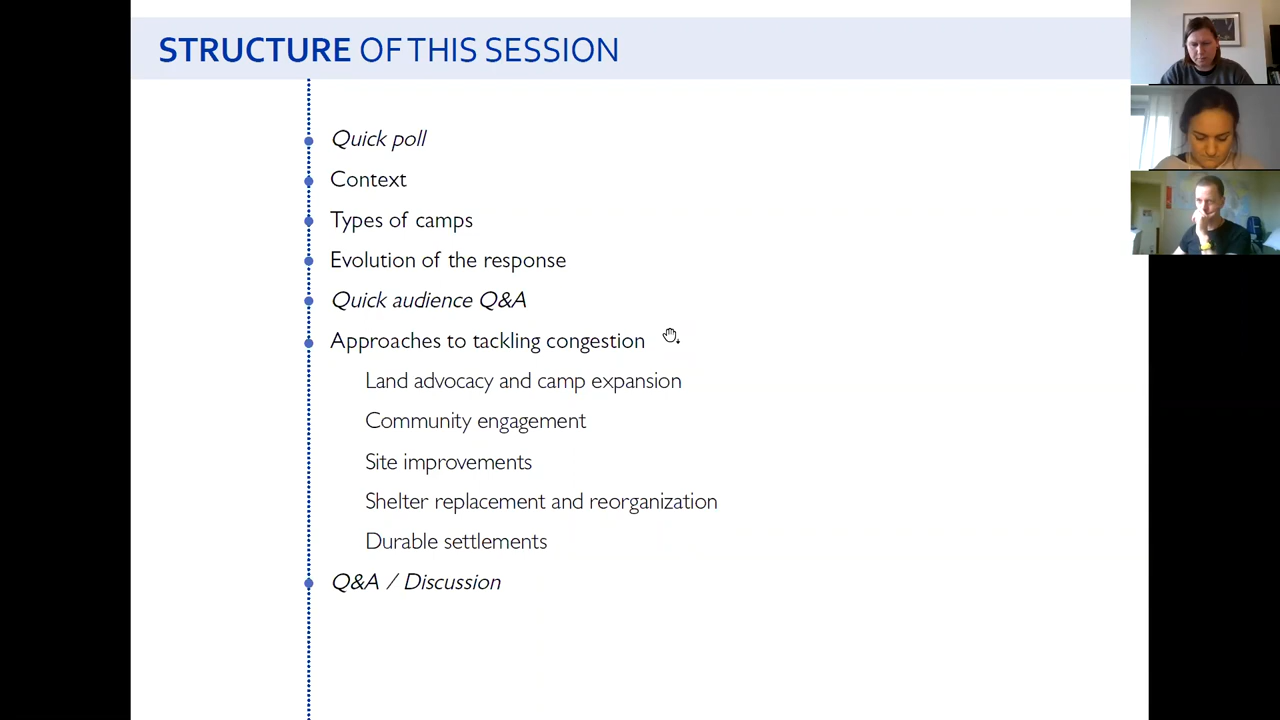 STRUCTURE OF THIS SESSION
Quick poll
Context
Types of camps
Evolution of the response
Quick audience Q&A
Approaches to tackling congestion
Land advocacy and camp expansion
Community engagement
Site improvements
Shelter replacement and reorganization
Durable settlements
Q&A / Discussion